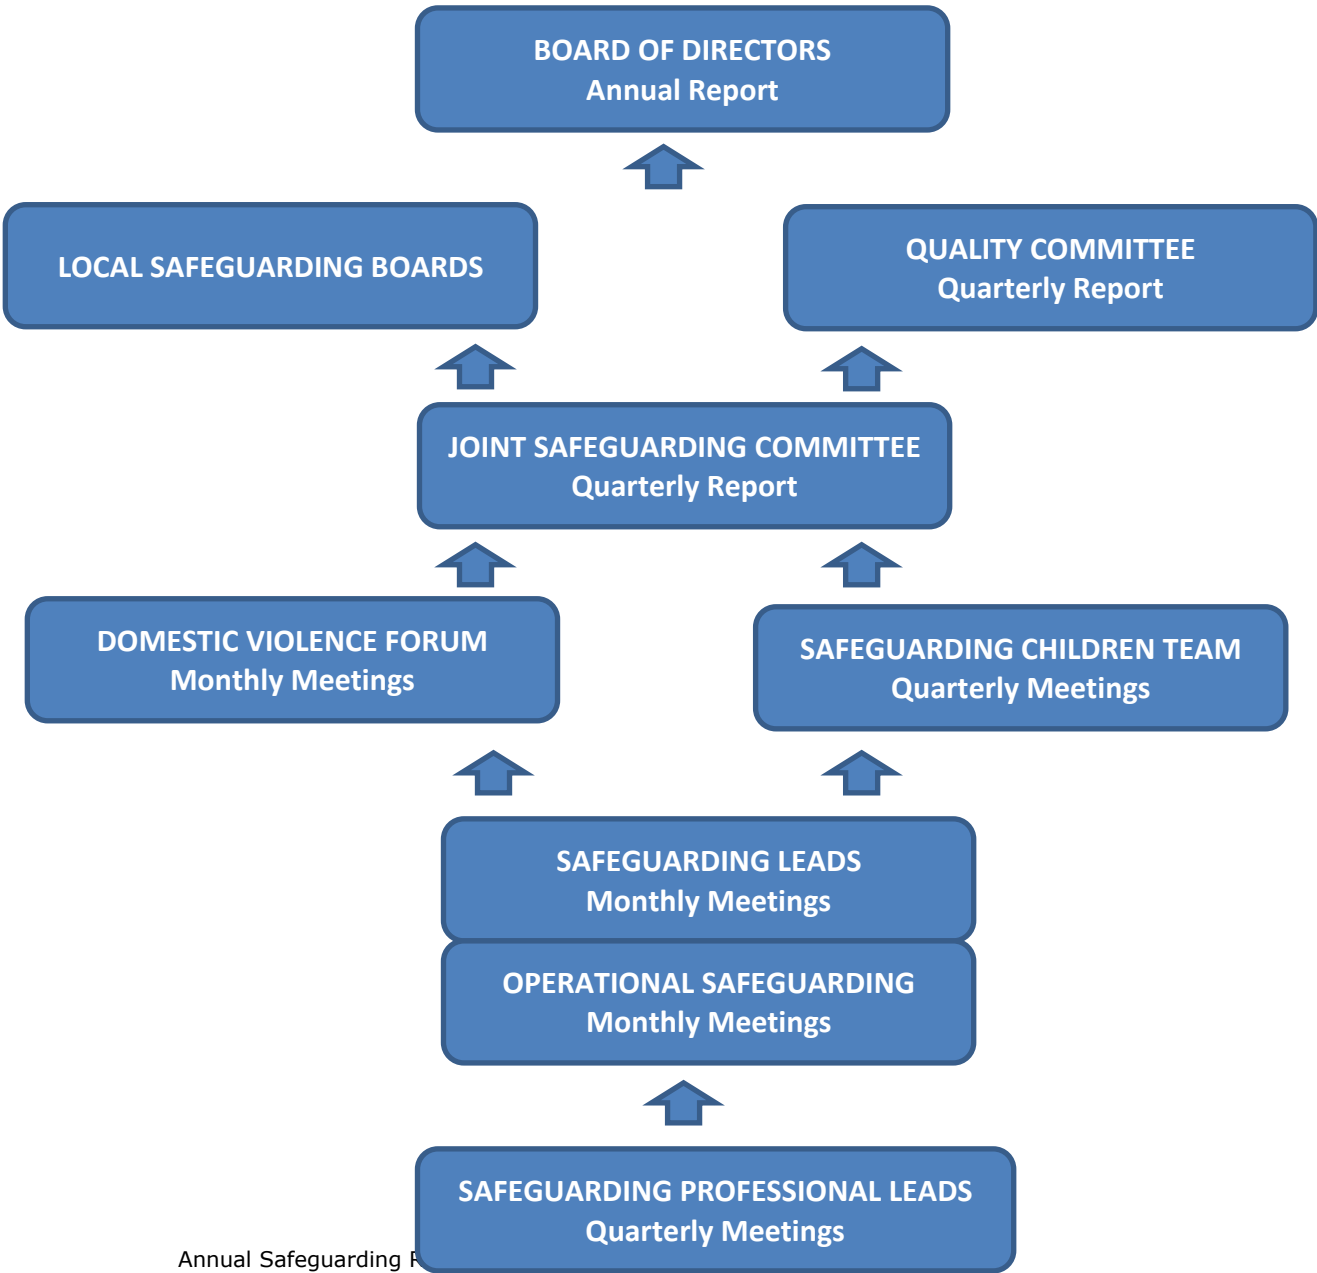 BOARD OF DIRECTORS
Annual Report
LOCAL SAFEGUARDING BOARDS
QUALITY COMMITTEE
Quarterly Report
JOINT SAFEGUARDING COMMITTEE
Quarterly Report
DOMESTIC VIOLENCE FORUM
Monthly Meetings
SAFEGUARDING CHILDREN TEAM
Quarterly Meetings
SAFEGUARDING LEADS
Monthly Meetings
OPERATIONAL SAFEGUARDING
Monthly Meetings
SAFEGUARDING PROFESSIONAL LEADS
Quarterly Meetings
Annual Safeguarding